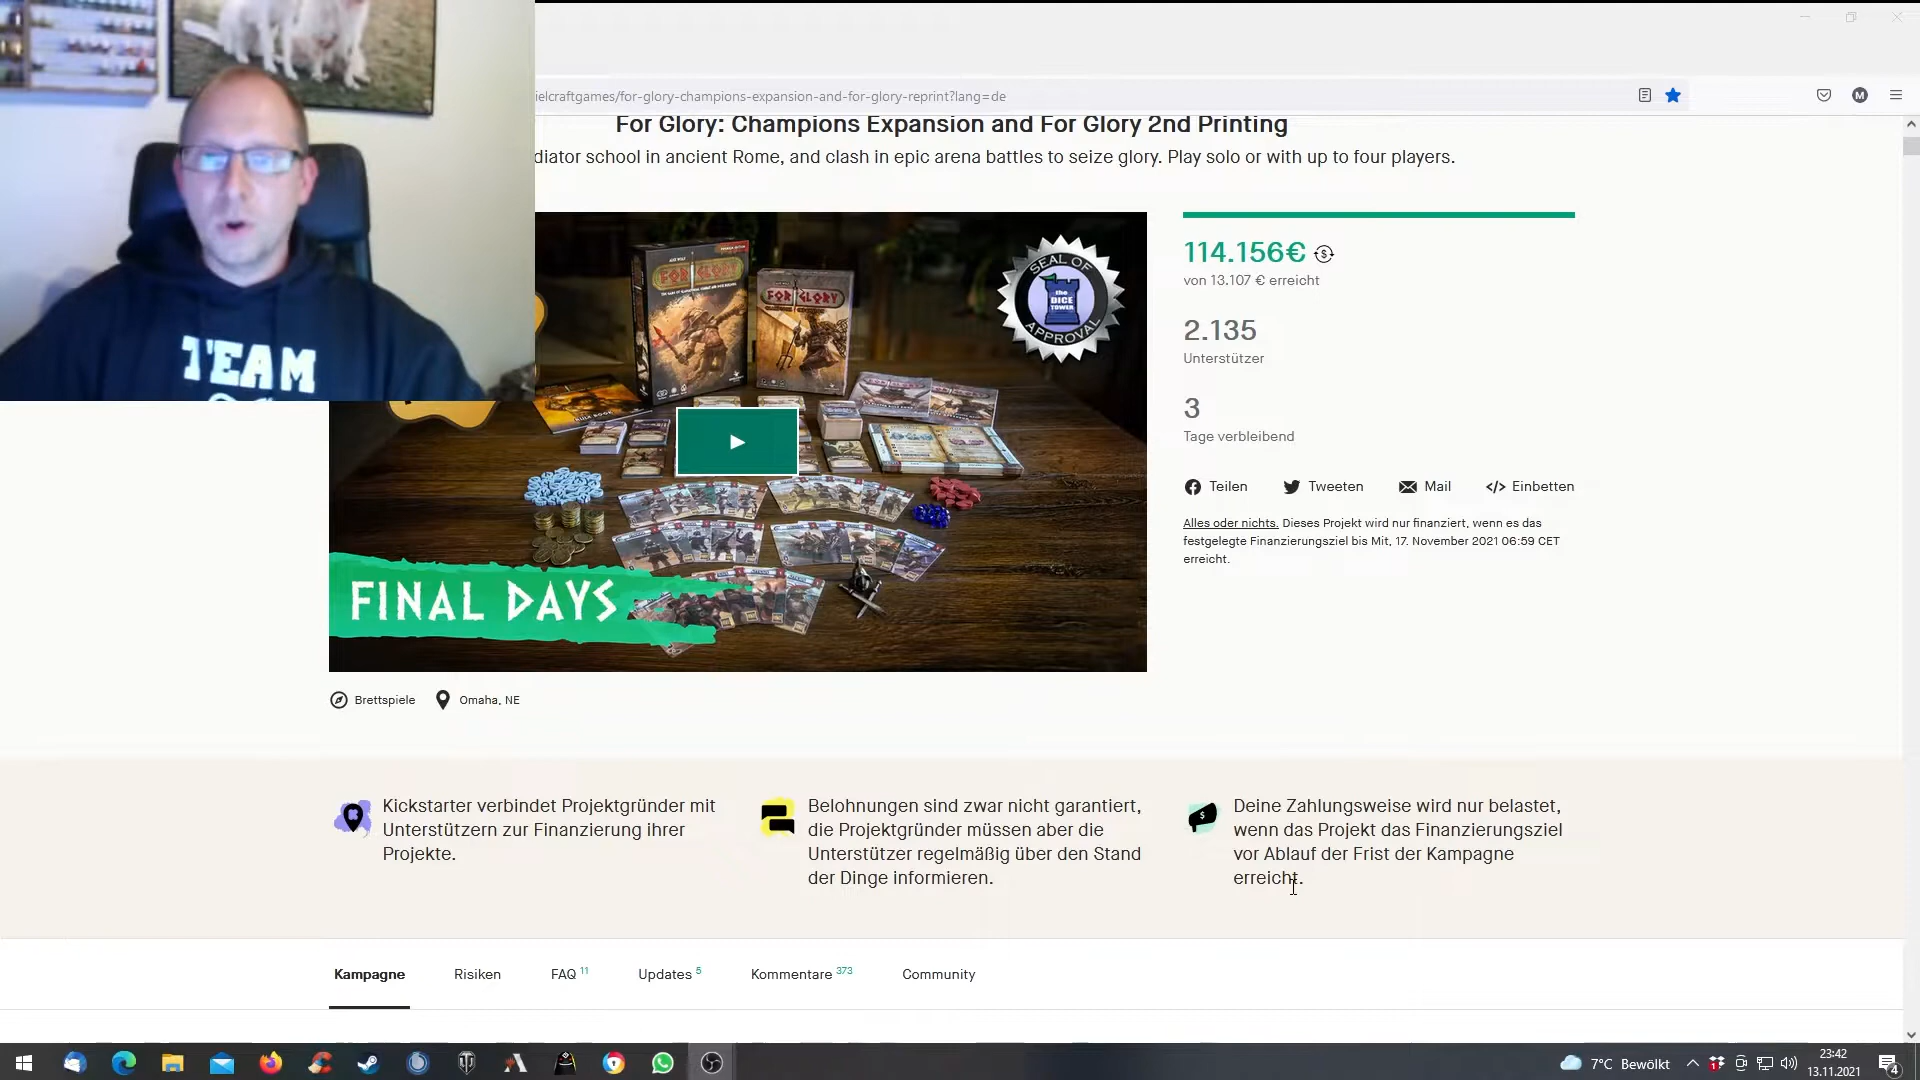 ielcraftgames/for-glory-champions-expansion-and-for-glory-reprint?lang=de
For Glory: Champions Expansion and For Glory 2nd Printing
diator school in ancient Rome, and clash in epic arena battles to seize glory. Play solo or with up to four players.
TEAM
FOR GLORY
FOR GLORY
SEAL OF
the
DICE
TOWER
APPROVAL
RULE BOOK
FINAL DAYS
114.156€
von 13.107 € erreicht
2.135
Unterstützer
3
Tage verbleibend
Teilen
Tweeten
Mail
</> Einbetten
Alles oder nichts. Dieses Projekt wird nur finanziert, wenn es das
festgelegte Finanzierungsziel bis Mit, 17. November 2021 06:59 CET
erreicht.
Brettspiele
Omaha, NE
Kickstarter verbindet Projektgründer mit
Unterstützern zur Finanzierung ihrer
Projekte.
Belohnungen sind zwar nicht garantiert,
die Projektgründer müssen aber die
Unterstützer regelmäßig über den Stand
der Dinge informieren.
Deine Zahlungsweise wird nur belastet,
wenn das Projekt das Finanzierungsziel
vor Ablauf der Frist der Kampagne
erreicht.
Kampagne
Risiken
FAQ 11
Updates 5
Kommentare 373
Community
7°C Bewölkt
23:42
13.11.2021
4